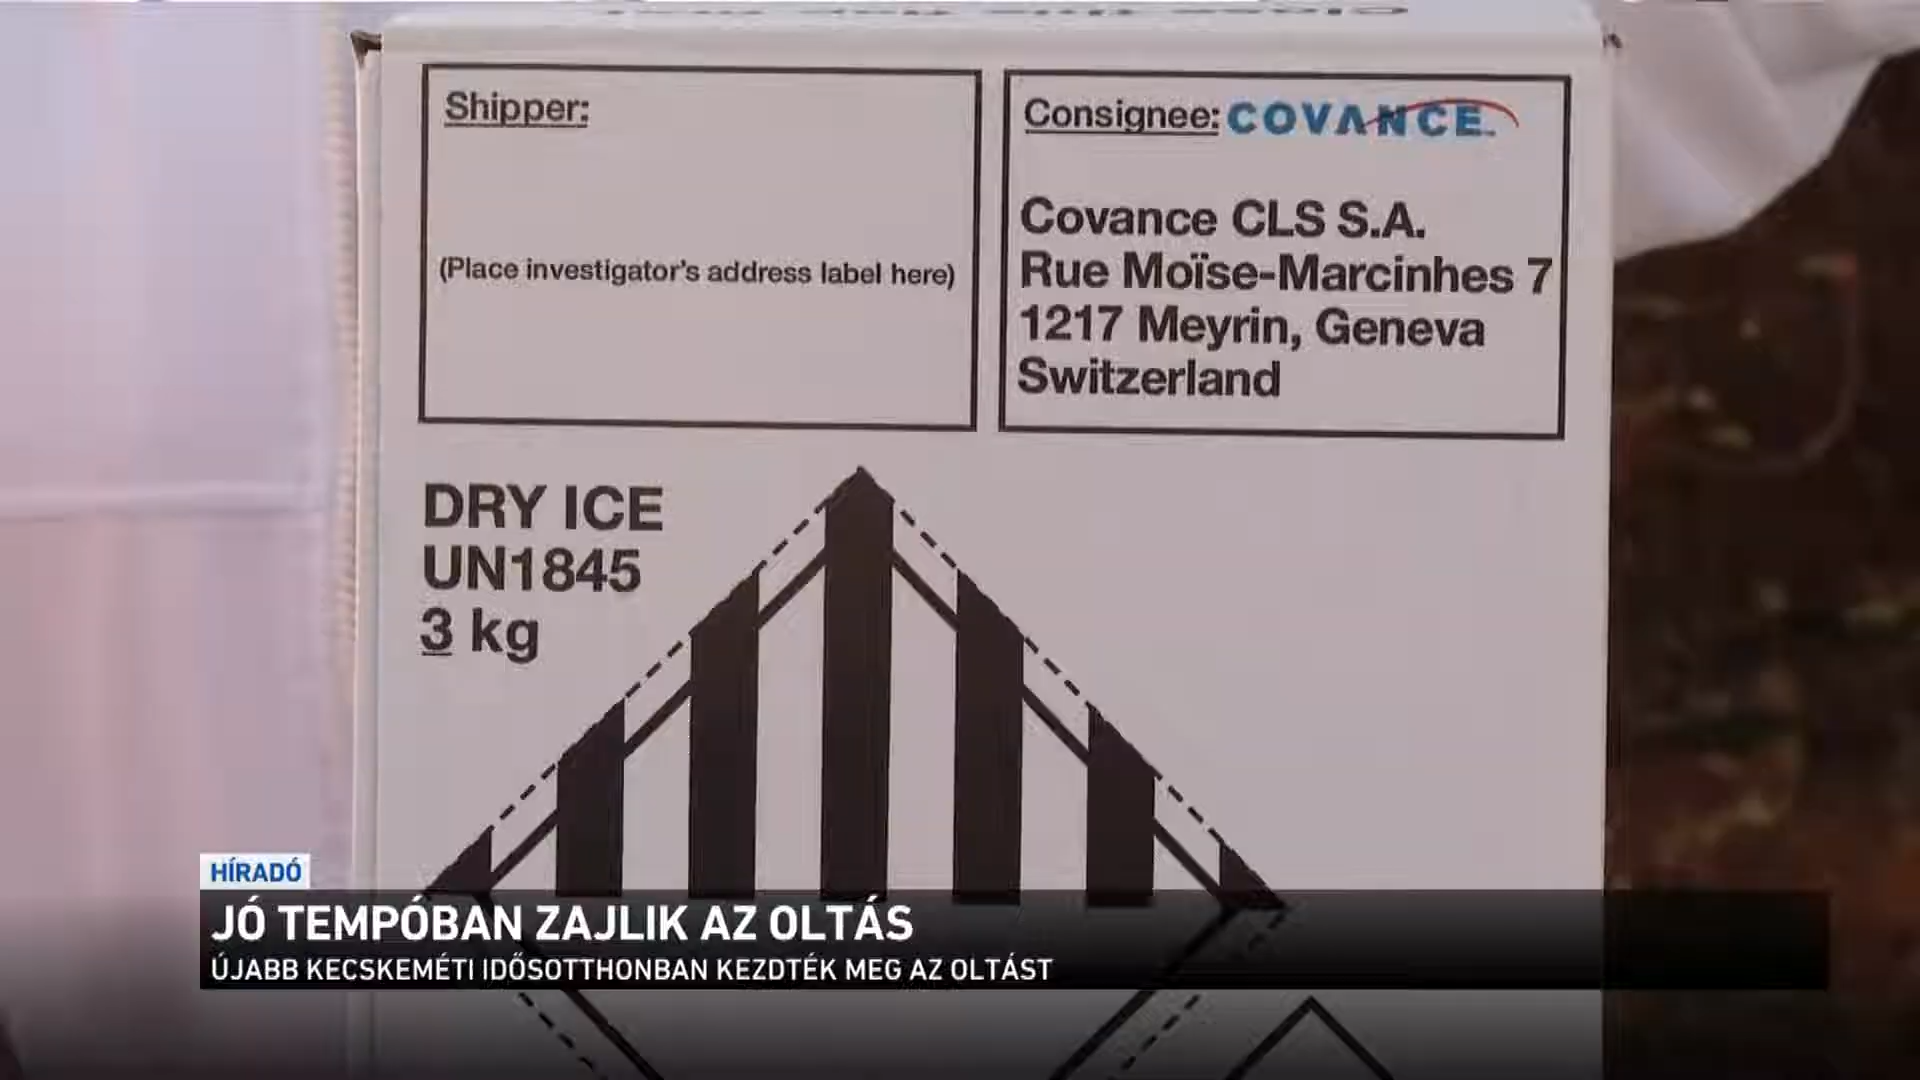 Shipper:
(Place investigator's address label here)
Consignee: COVANCE
Covance CLS S.A.
Rue Moïse-Marcinhes 7
1217 Meyrin, Geneva
Switzerland
DRY ICE
UN1845
3 kg
HÍRADÓ
JÓ TEMPÓBAN ZAJLIK AZ OLTÁS
ÚJABB KECSKEMÉTI IDŐSOTTHONBAN KEZDTÉK MEG AZ OLTÁST